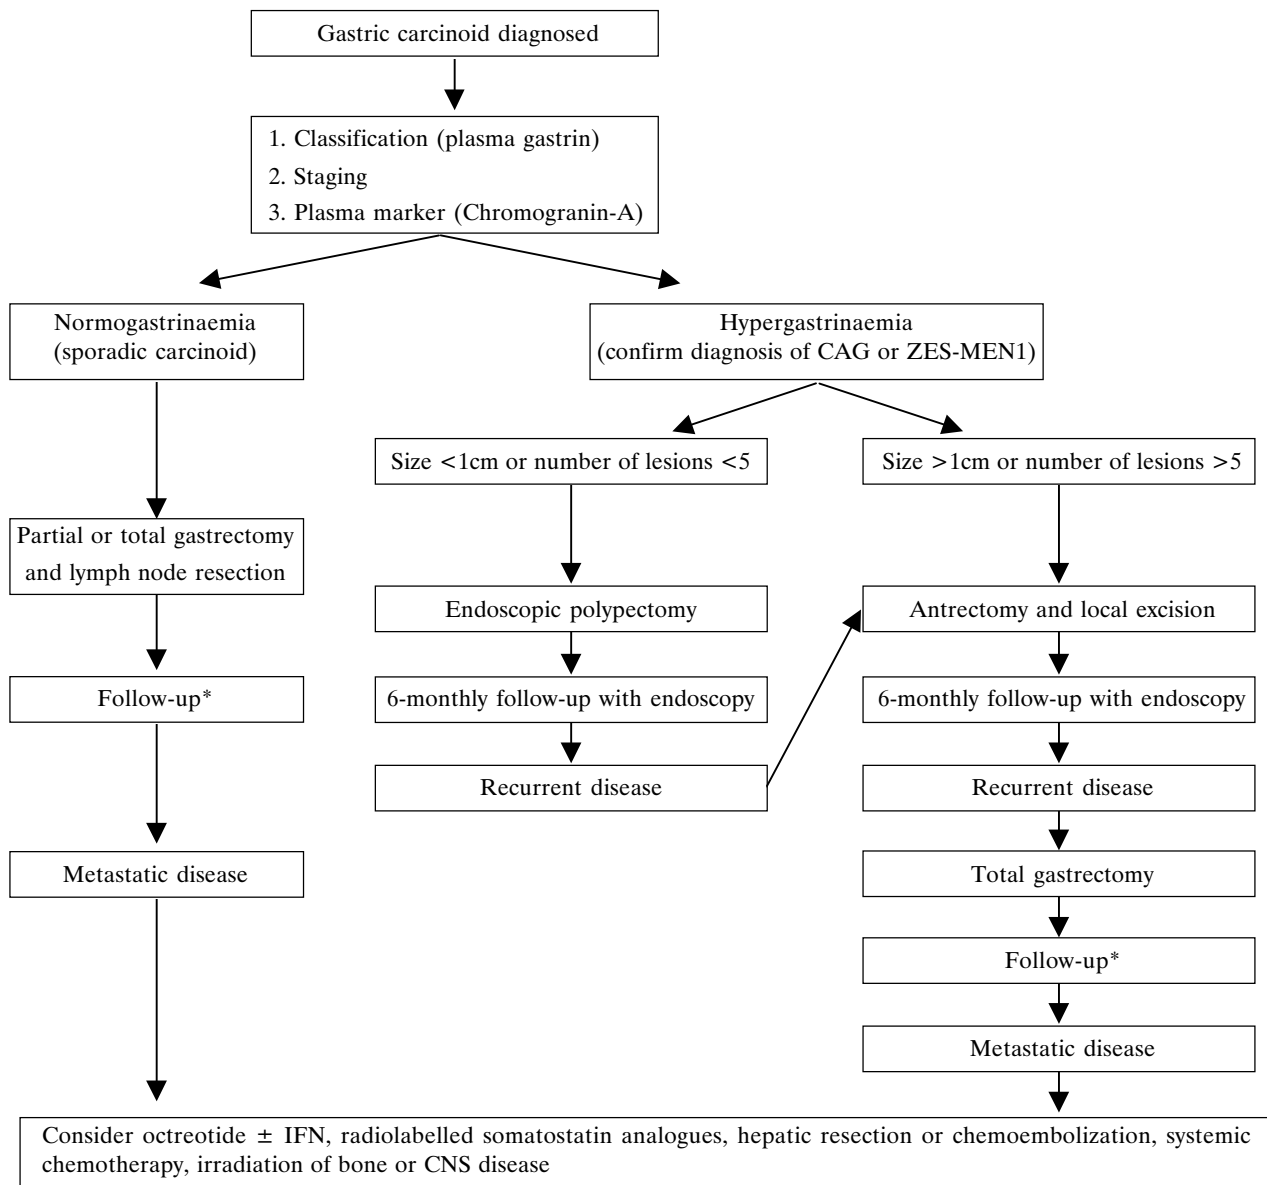 Gastric carcinoid diagnosed
1. Classification (plasma gastrin)
2. Staging
3. Plasma marker (Chromogranin-A)
Normogastrinaemia
(sporadic carcinoid)
Hypergastrinaemia
(confirm diagnosis of CAG or ZES-MEN1)
Size <1cm or number of lesions <5
Size >1cm or number of lesions >5
Partial or total gastrectomy
and lymph node resection
Endoscopic polypectomy
Antrectomy and local excision
Follow-up*
6-monthly follow-up with endoscopy
6-monthly follow-up with endoscopy
Recurrent disease
Recurrent disease
Metastatic disease
Total gastrectomy
Follow-up*
Metastatic disease
Consider octreotide ± IFN, radiolabelled somatostatin analogues, hepatic resection or chemoembolization, systemic
chemotherapy, irradiation of bone or CNS disease